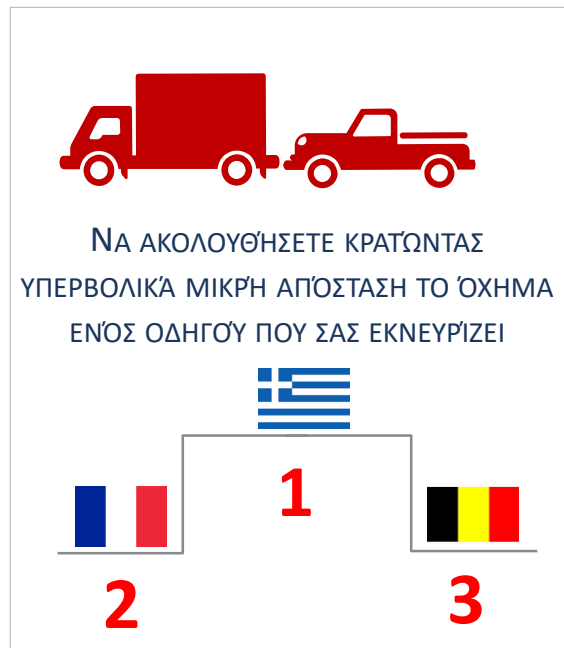 Να ακολουθήσετε κρατώντας
υπερβολικά μικρή απόσταση το όχημα
ενός οδηγού που σας εκνευρίζει
1
2
3